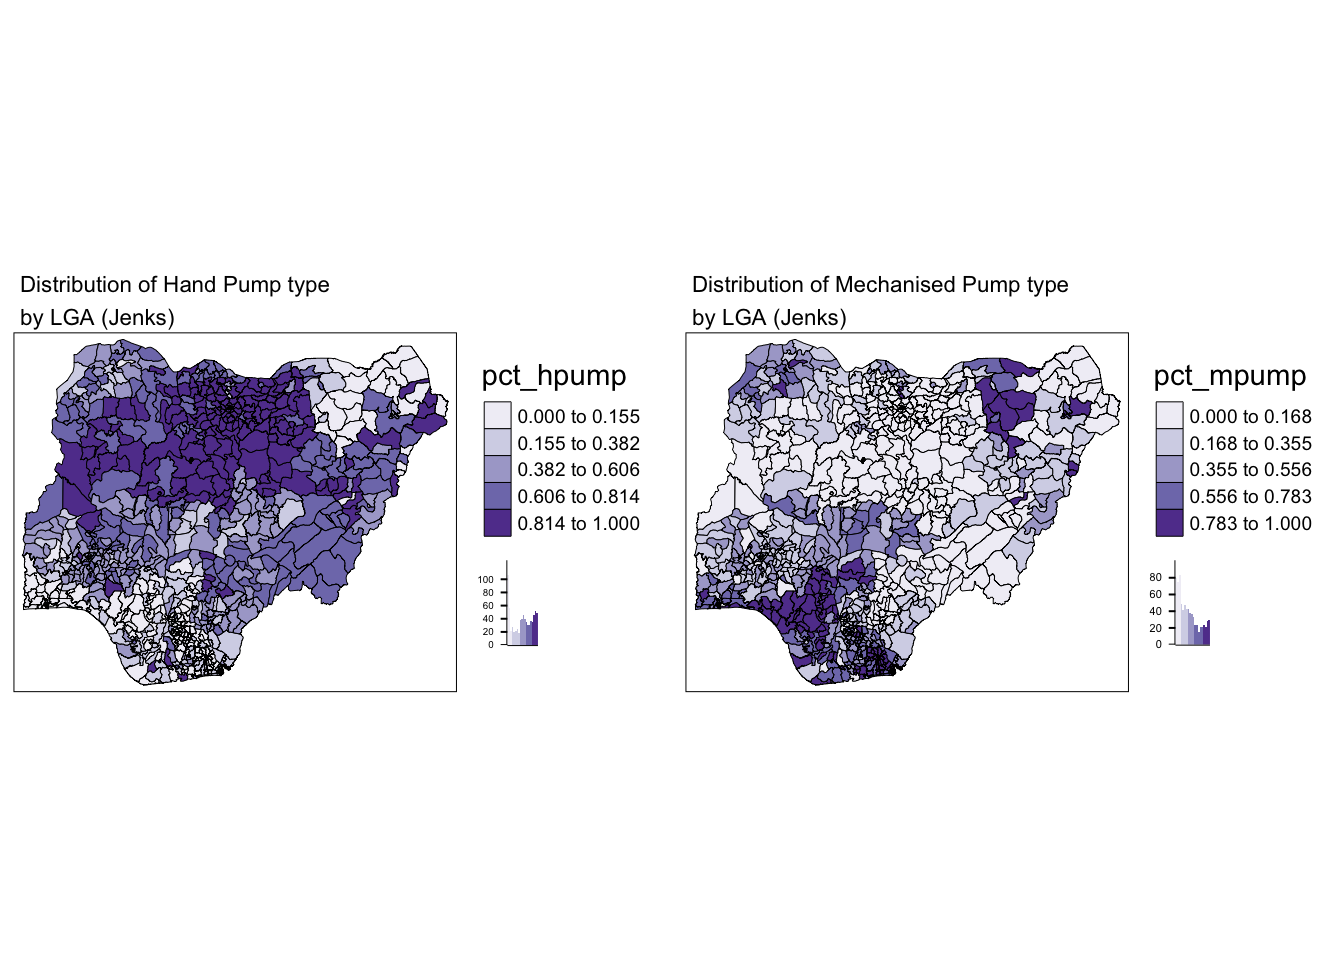 Distribution of Hand Pump type
by LGA (Jenks)
pct_hpump
0.000 to 0.155
0.155 to 0.382
0.382 to 0.606
0.606 to 0.814
0.814 to 1.000
100
80
60
40
20
0
Distribution of Mechanised Pump type
by LGA (Jenks)
pct_mpump
0.000 to 0.168
0.168 to 0.355
0.355 to 0.556
0.556 to 0.783
0.783 to 1.000
80
60
40
20
0